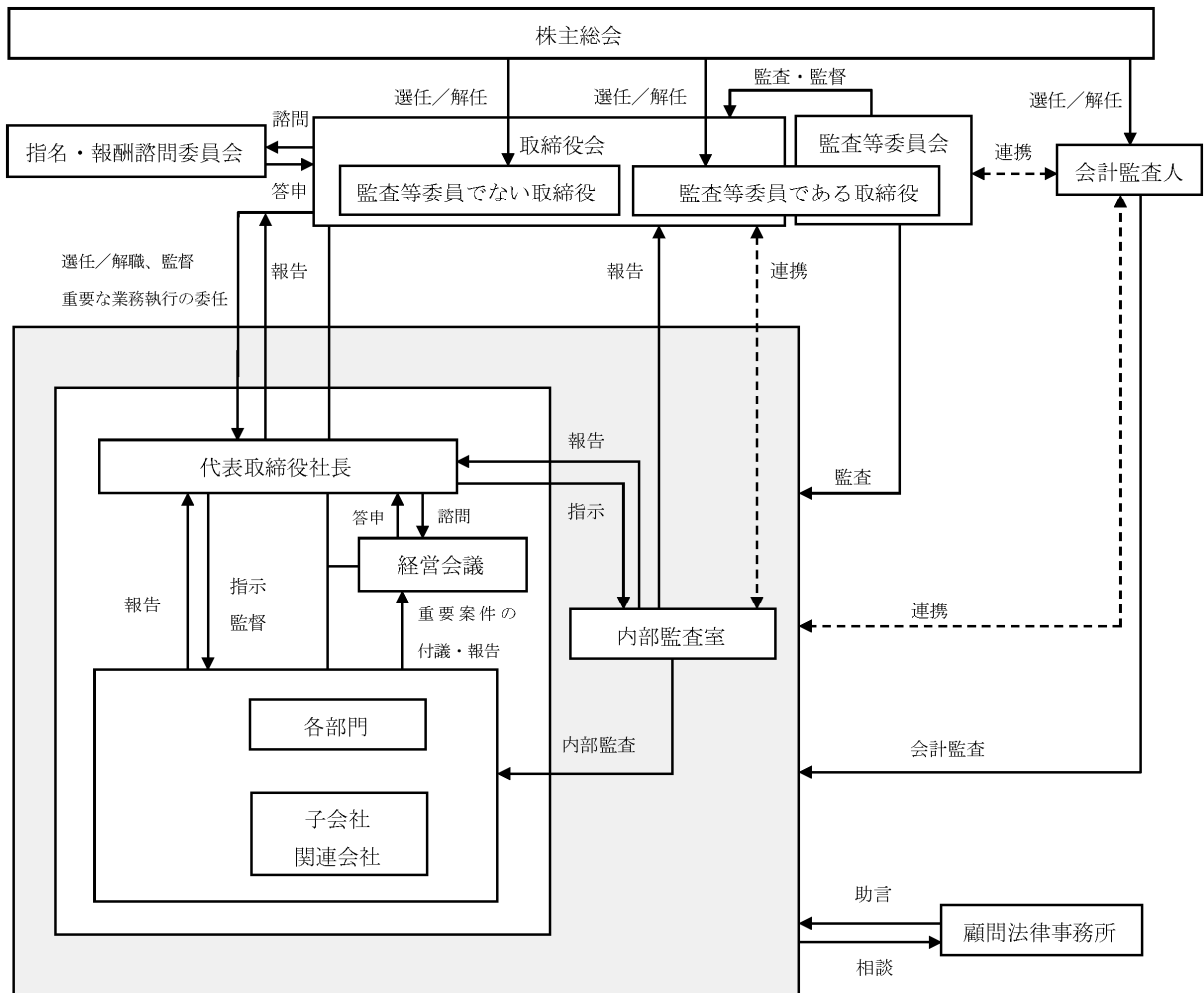 株主総会
選任／解任
選任／解任
監査・監督
選任／解任
諮問
指名・報酬諮問委員会
答申
取締役会
監査等委員でない取締役
監査等委員である取締役
監査等委員会
連携
会計監査人
選任／解職、監督
重要な業務執行の委任
報告
報告
連携
代表取締役社長
報告
指示
監査
答申
諮問
経営会議
報告
指示
監督
重要案件の
付議・報告
内部監査室
連携
各部門
内部監査
会計監査
子会社
関連会社
助言
顧問法律事務所
相談